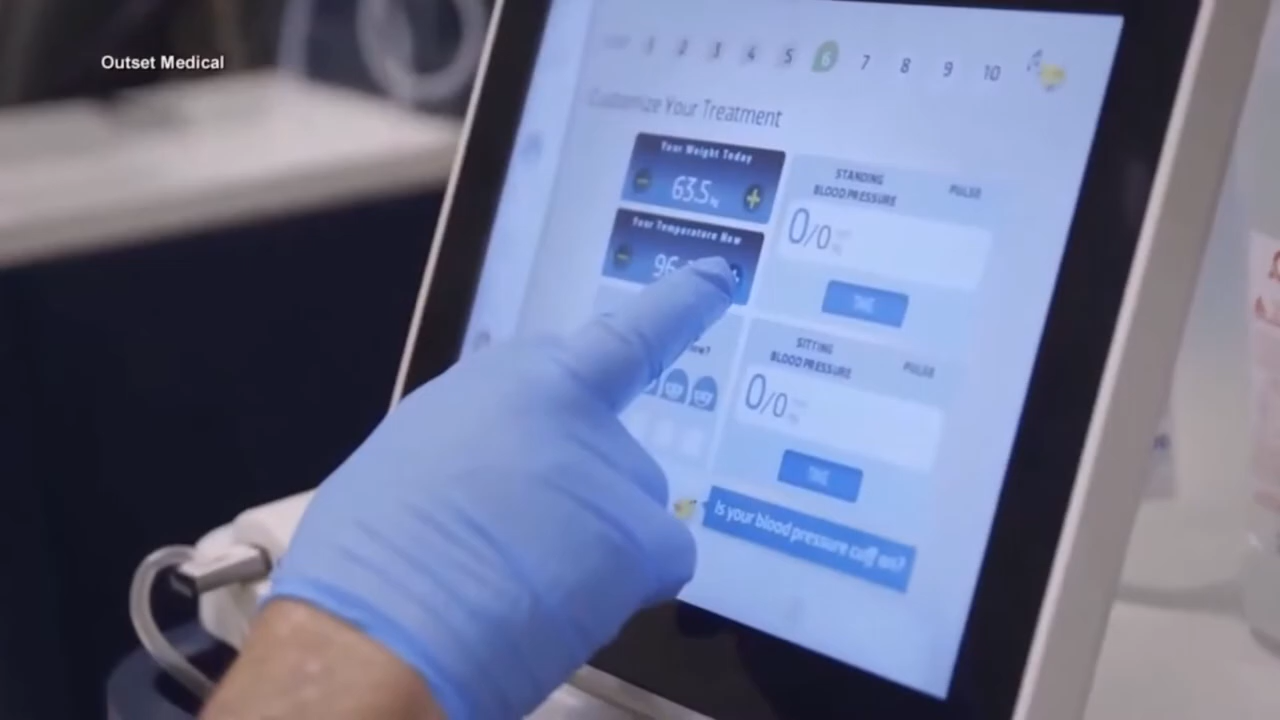 Outset Medical
1 2 3 4 5 6 7 8 9 10
Customize Your Treatment
Your Weight Today
63.5
STANDING
BLOOD PRESSURE
PULSE
0/0
Your Temperature Now
96.
SITTING
BLOOD PRESSURE
PULSE
0/0
Is your blood pressure cuff on?